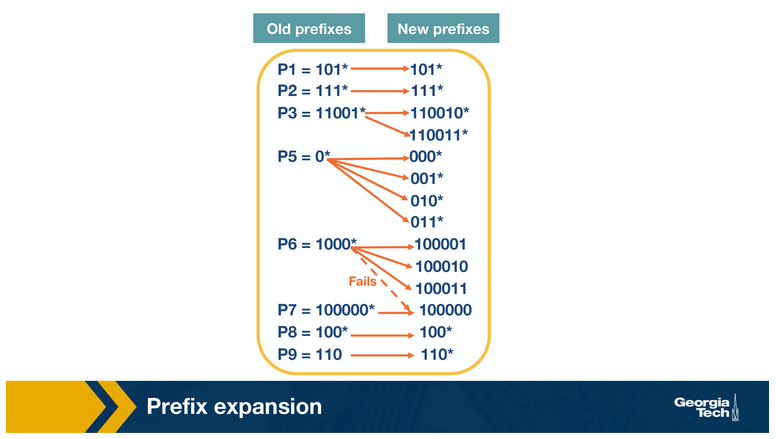 Old prefixes New prefixes
P1 = 101* 101*
P2 = 111* 111*
P3 = 11001* 110010*
110011*
P5 = 0* 000*
001*
010*
011*
P6 = 1000* 100001
100010
Fails 100011
P7 = 100000* 100000
P8 = 100* 100*
P9 = 110 110*
Prefix expansion
Georgia
Tech